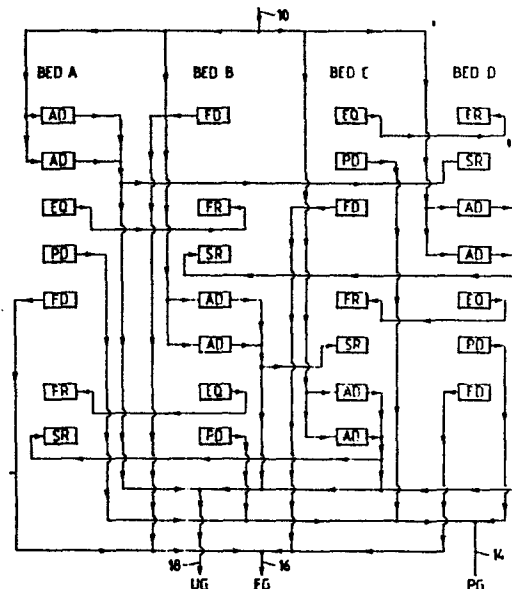 10
BED A BED B BED C BED D
AD FD EQ FR
AD PD SR
EQ FR FD AD
PD SR AD
FD AD FR EQ
AD SR PD
FR EQ AD FD
SR PD AD
18 16 14
UG FG PG